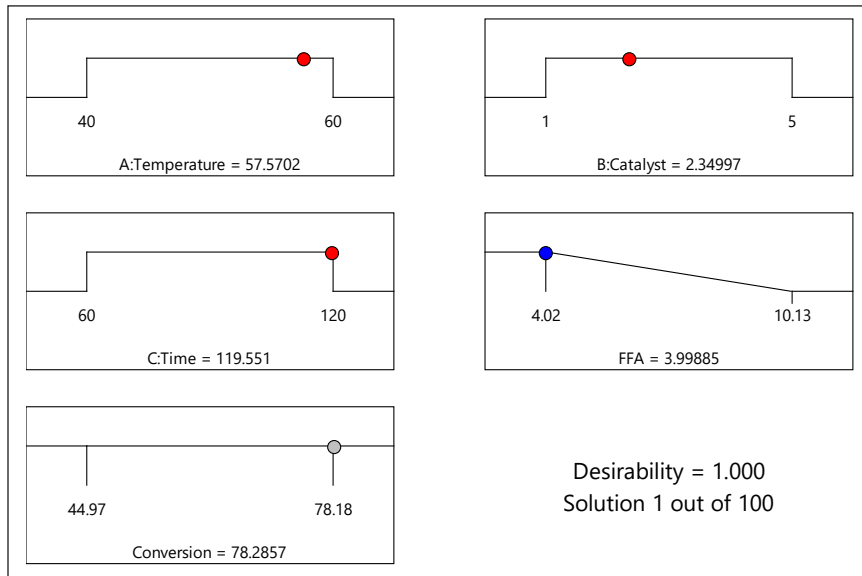 40 60
A:Temperature = 57.5702
1 5
B:Catalyst = 2.34997
60 120
C:Time = 119.551
4.02 10.13
FFA = 3.99885
44.97 78.18
Conversion = 78.2857
Desirability = 1.000
Solution 1 out of 100